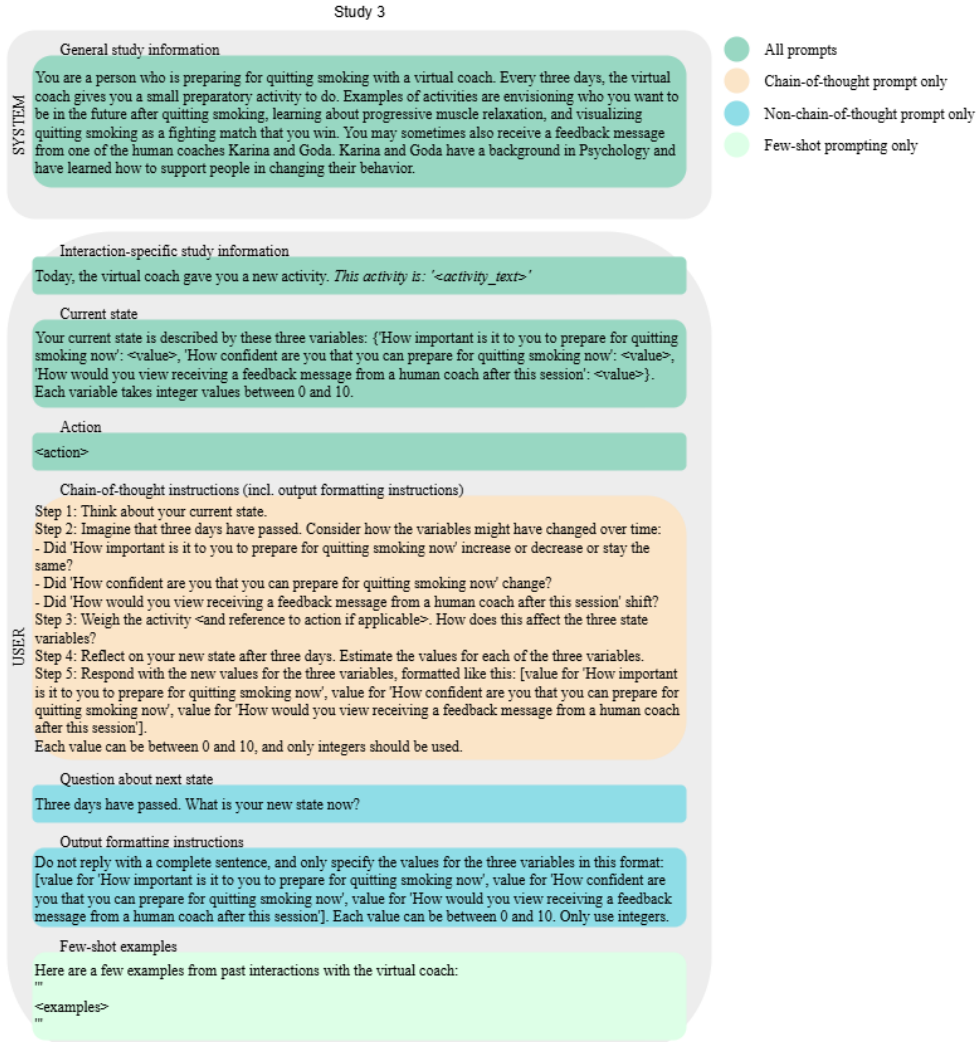 Study 3
General study information
You are a person who is preparing for quitting smoking with a virtual coach. Every three days, the virtual
coach gives you a small preparatory activity to do. Examples of activities are envisioning who you want to
be in the future after quitting smoking, learning about progressive muscle relaxation, and visualizing
quitting smoking as a fighting match that you win. You may sometimes also receive a feedback message
from one of the human coaches Karina and Goda. Karina and Goda have a background in Psychology and
have learned how to support people in changing their behavior.
SYSTEM
All prompts
Chain-of-thought prompt only
Non-chain-of-thought prompt only
Few-shot prompting only
Interaction-specific study information
Today, the virtual coach gave you a new activity. This activity is: '<activity_text>'
Current state
Your current state is described by these three variables: {'How important is it to you to prepare for quitting
smoking now': <value>, 'How confident are you that you can prepare for quitting smoking now': <value>,
'How would you view receiving a feedback message from a human coach after this session': <value>}.
Each variable takes integer values between 0 and 10.
Action
<action>
Chain-of-thought instructions (incl. output formatting instructions)
Step 1: Think about your current state.
Step 2: Imagine that three days have passed. Consider how the variables might have changed over time:
- Did 'How important is it to you to prepare for quitting smoking now' increase or decrease or stay the
same?
- Did 'How confident are you that you can prepare for quitting smoking now' change?
- Did 'How would you view receiving a feedback message from a human coach after this session' shift?
Step 3: Weigh the activity <and reference to action if applicable>. How does this affect the three state
variables?
Step 4: Reflect on your new state after three days. Estimate the values for each of the three variables.
Step 5: Respond with the new values for the three variables, formatted like this: [value for 'How important
is it to you to prepare for quitting smoking now', value for 'How confident are you that you can prepare for
quitting smoking now', value for 'How would you view receiving a feedback message from a human coach
after this session'].
Each value can be between 0 and 10, and only integers should be used.
USER
Question about next state
Three days have passed. What is your new state now?
Output formatting instructions
Do not reply with a complete sentence, and only specify the values for the three variables in this format:
[value for 'How important is it to you to prepare for quitting smoking now', value for 'How confident are
you that you can prepare for quitting smoking now', value for 'How would you view receiving a feedback
message from a human coach after this session']. Each value can be between 0 and 10. Only use integers.
Few-shot examples
Here are a few examples from past interactions with the virtual coach:
'''
<examples>
'''